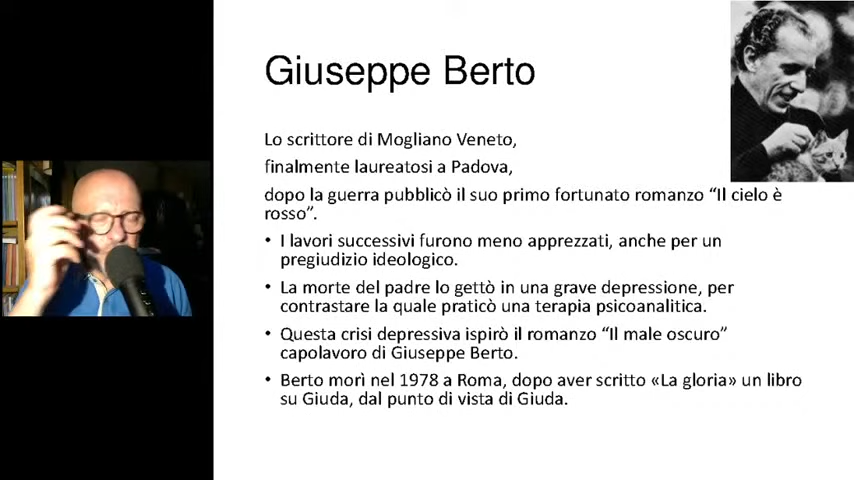 Giuseppe Berto
Lo scrittore di Mogliano Veneto,
finalmente laureatosi a Padova,
dopo la guerra pubblicò il suo primo fortunato romanzo “Il cielo è
rosso”.
• I lavori successivi furono meno apprezzati, anche per un
pregiudizio ideologico.
• La morte del padre lo gettò in una grave depressione, per
contrastare la quale praticò una terapia psicoanalitica.
• Questa crisi depressiva ispirò il romanzo “Il male oscuro”
capolavoro di Giuseppe Berto.
• Berto morì nel 1978 a Roma, dopo aver scritto «La gloria» un libro
su Giuda, dal punto di vista di Giuda.